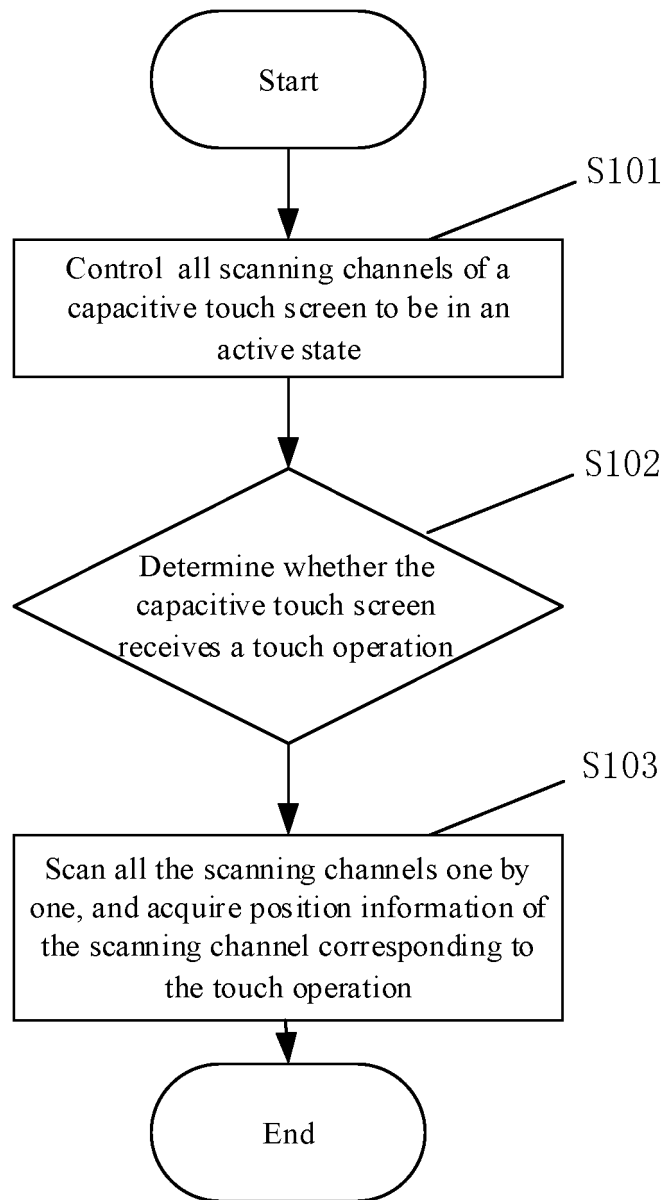 Start
S101
Control all scanning channels of a
capacitive touch screen to be in an
active state
S102
Determine whether the
capacitive touch screen
receives a touch operation
S103
Scan all the scanning channels one by
one, and acquire position information of
the scanning channel corresponding to
the touch operation
End